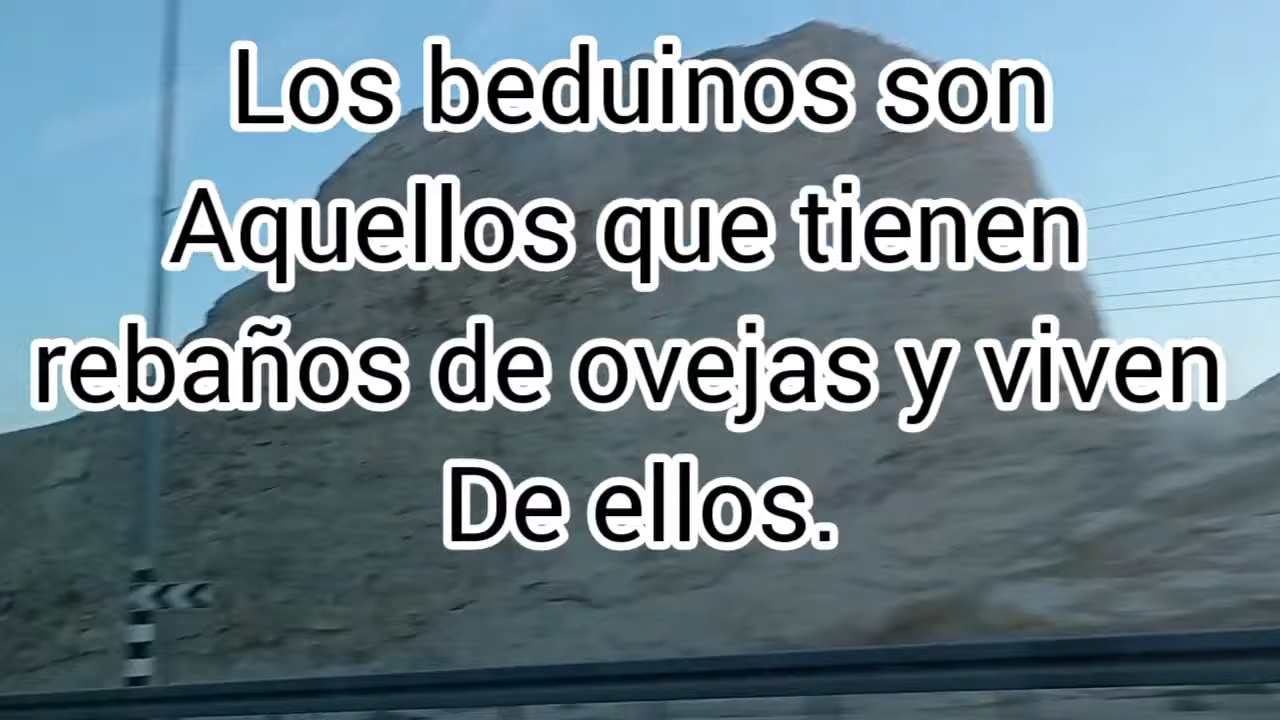 Los beduinos son
Aquellos que tienen
rebaños de ovejas y viven
De ellos.